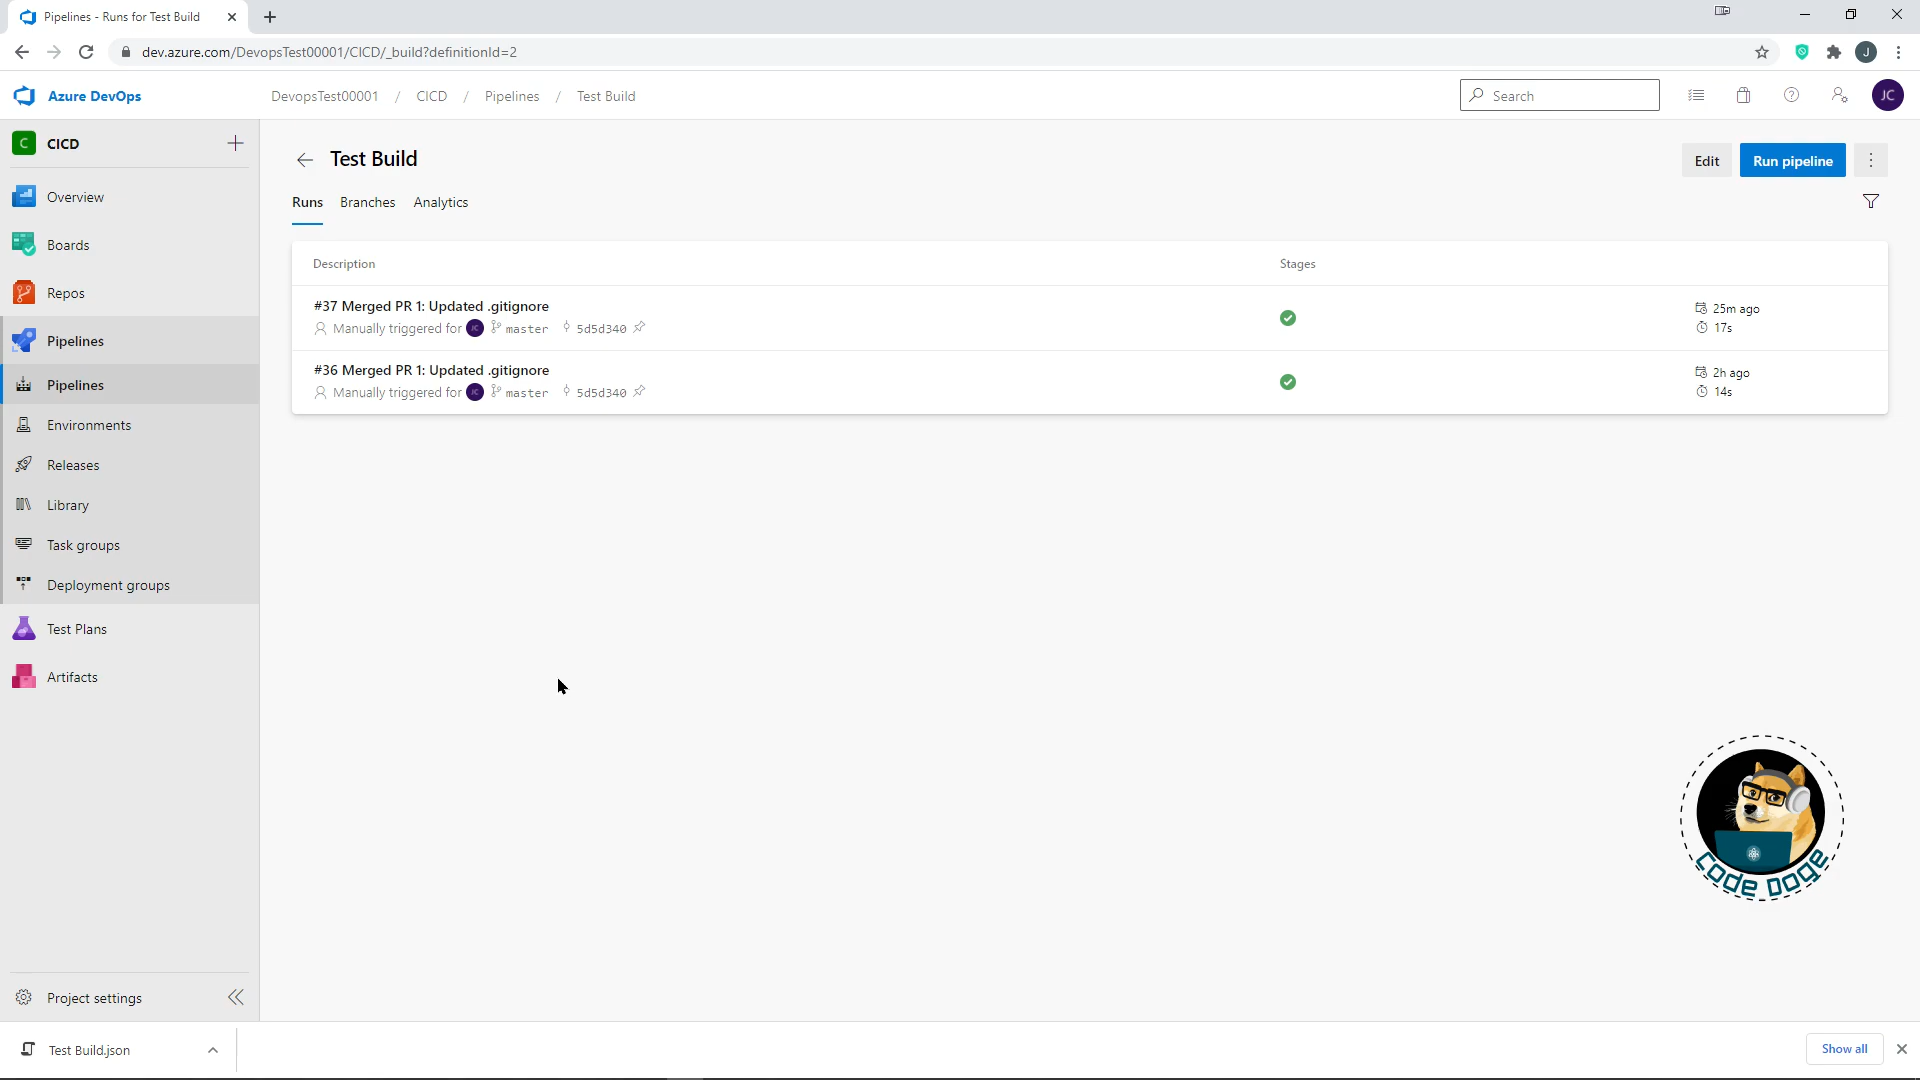 Pipelines - Runs for Test Build
dev.azure.com/DevopsTest00001/CICD/_build?definitionId=2
J
Azure DevOps
DevopsTest00001 / CICD / Pipelines / Test Build
Search
JC
C CICD
Overview
Boards
Repos
Pipelines
Pipelines
Environments
Releases
Library
Task groups
Deployment groups
Test Plans
Artifacts
Project settings
Test Build
Edit
Run pipeline
Runs
Branches
Analytics
Description
Stages
#37 Merged PR 1: Updated .gitignore
Manually triggered for JC master 5d5d340
25m ago
17s
#36 Merged PR 1: Updated .gitignore
Manually triggered for JC master 5d5d340
2h ago
14s
Code Doge
Test Build.json
Show all